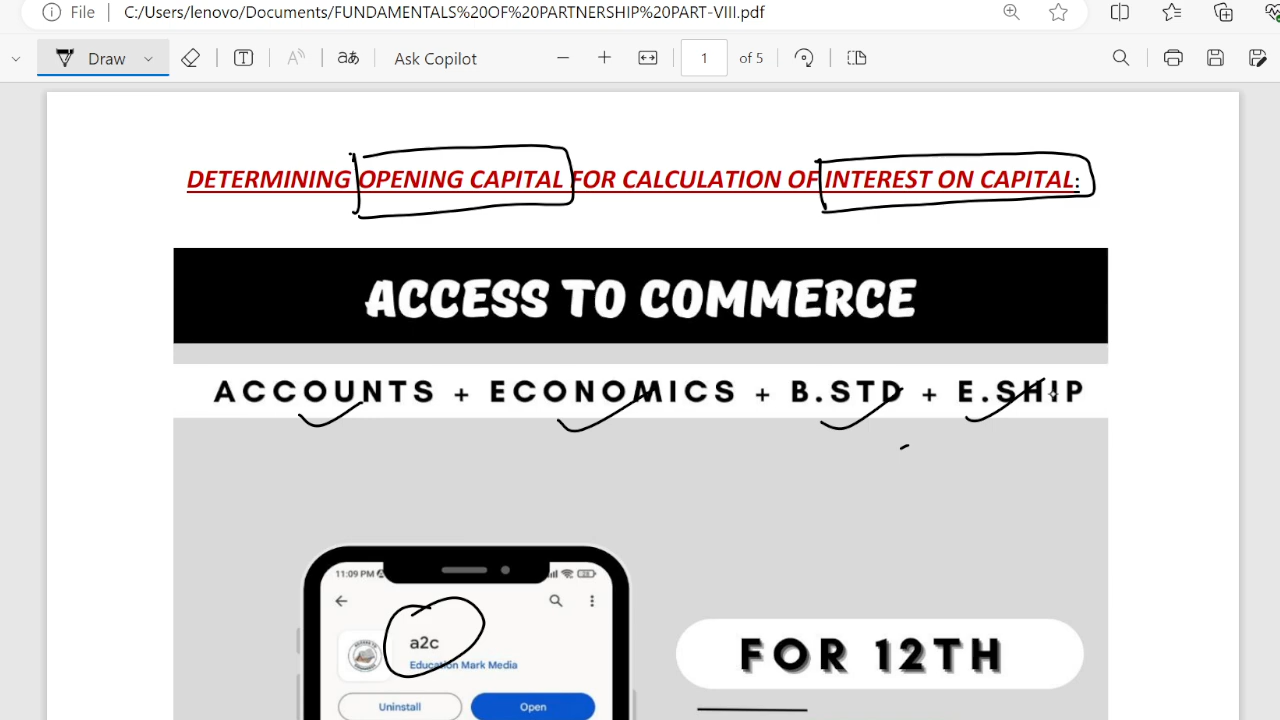 File C:/Users/lenovo/Documents/FUNDAMENTALS%20OF%20PARTNERSHIP%20PART-VIII.pdf
Draw T A aあ Ask Copilot 1 of 5
DETERMINING OPENING CAPITAL FOR CALCULATION OF INTEREST ON CAPITAL:
ACCESS TO COMMERCE
ACCOUNTS + ECONOMICS + B.STD + E.SHIP
11:09 PM
a2c
Education Mark Media
Uninstall Open
FOR 12TH